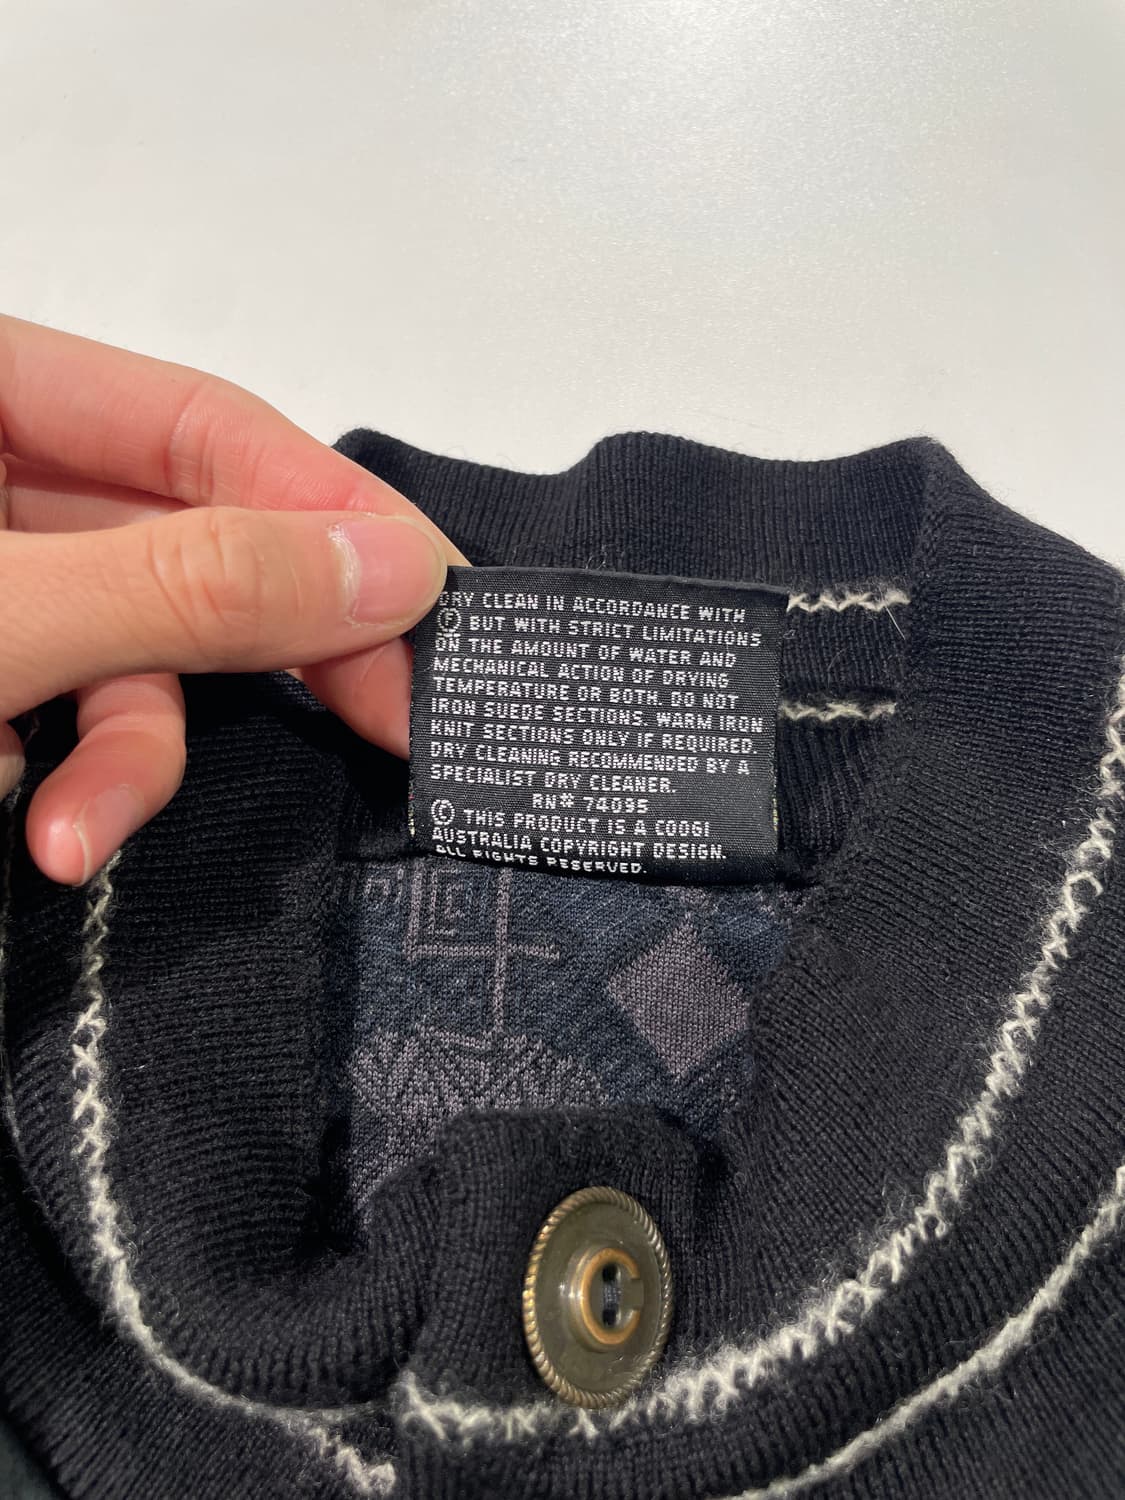 RY CLEAN IN ACCORDANCE WITH
Ⓕ BUT WITH STRICT LIMITATIONS
ON THE AMOUNT OF WATER AND
MECHANICAL ACTION OF DRYING
TEMPERATURE OR BOTH. DO NOT
IRON SUEDE SECTIONS. WARM IRON
KNIT SECTIONS ONLY IF REQUIRED.
DRY CLEANING RECOMMENDED BY A
SPECIALIST DRY CLEANER.
RN# 74095
© THIS PRODUCT IS A COOGI
AUSTRALIA COPYRIGHT DESIGN.
ALL RIGHTS RESERVED.
C